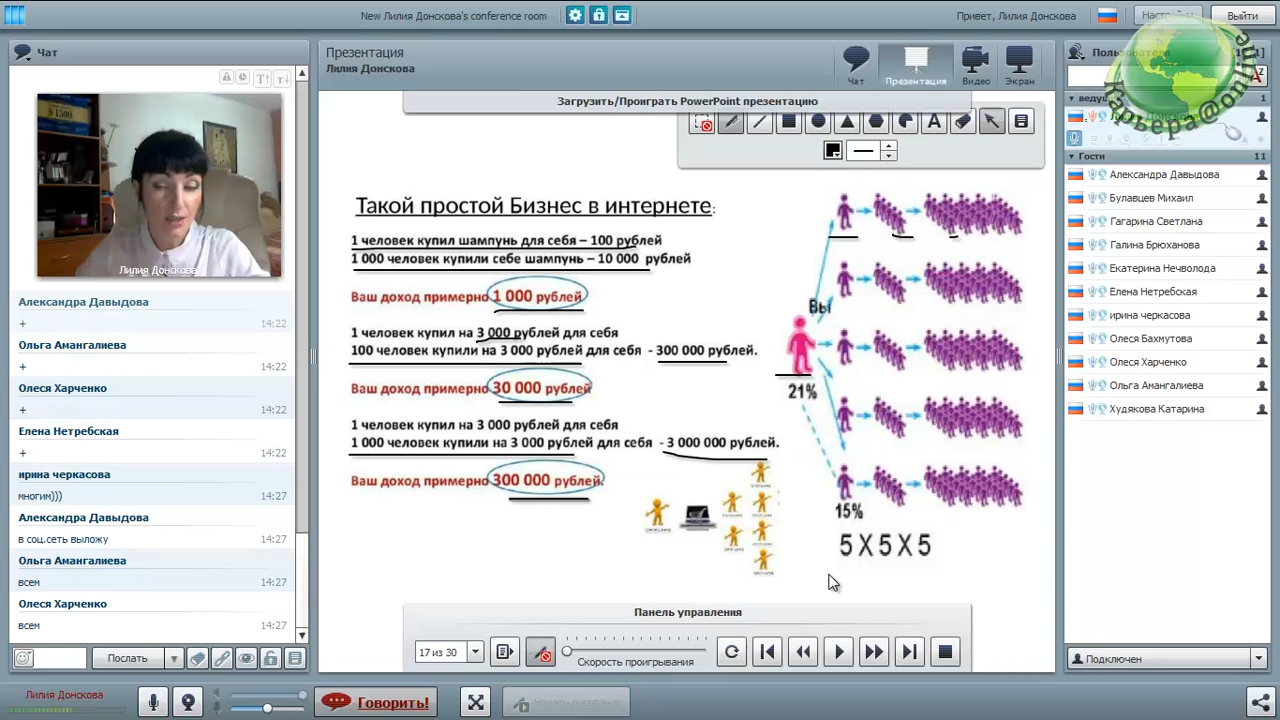 New Лилия Донскова's conference room
Привет, Лилия Донскова
Настройки
Выйти
Чат
Лилия Донскова
Александра Давыдова
+
14:22
Ольга Амангалиева
+
14:22
Олеся Харченко
+
14:22
Елена Нетребская
+
14:22
ирина черкасова
многим)))
14:27
Александра Давыдова
в соц.сеть выложу
14:27
Ольга Амангалиева
всем
14:27
Олеся Харченко
всем
14:27
Послать
Презентация
Лилия Донскова
Чат
Презентация
Видео
Экран
Загрузить/Проиграть PowerPoint презентацию
Такой простой Бизнес в интернете:
1 человек купил шампунь для себя – 100 рублей
1 000 человек купили себе шампунь – 10 000 рублей
Ваш доход примерно 1 000 рублей
1 человек купил на 3 000 рублей для себя
100 человек купили на 3 000 рублей для себя - 300 000 рублей.
Ваш доход примерно 30 000 рублей
1 человек купил на 3 000 рублей для себя
1 000 человек купили на 3 000 рублей для себя - 3 000 000 рублей.
Ваш доход примерно 300 000 рублей.
Вы
21%
15%
5 X 5 X 5
Панель управления
17 из 30
Скорость проигрывания
Карьера@online
Гости
11
Александра Давыдова
Булавцев Михаил
Гагарина Светлана
Галина Брюханова
Екатерина Нечволода
Елена Нетребская
ирина черкасова
Олеся Бахмутова
Олеся Харченко
Ольга Амангалиева
Худякова Катарина
Подключен
Лилия Донскова
Говорить!